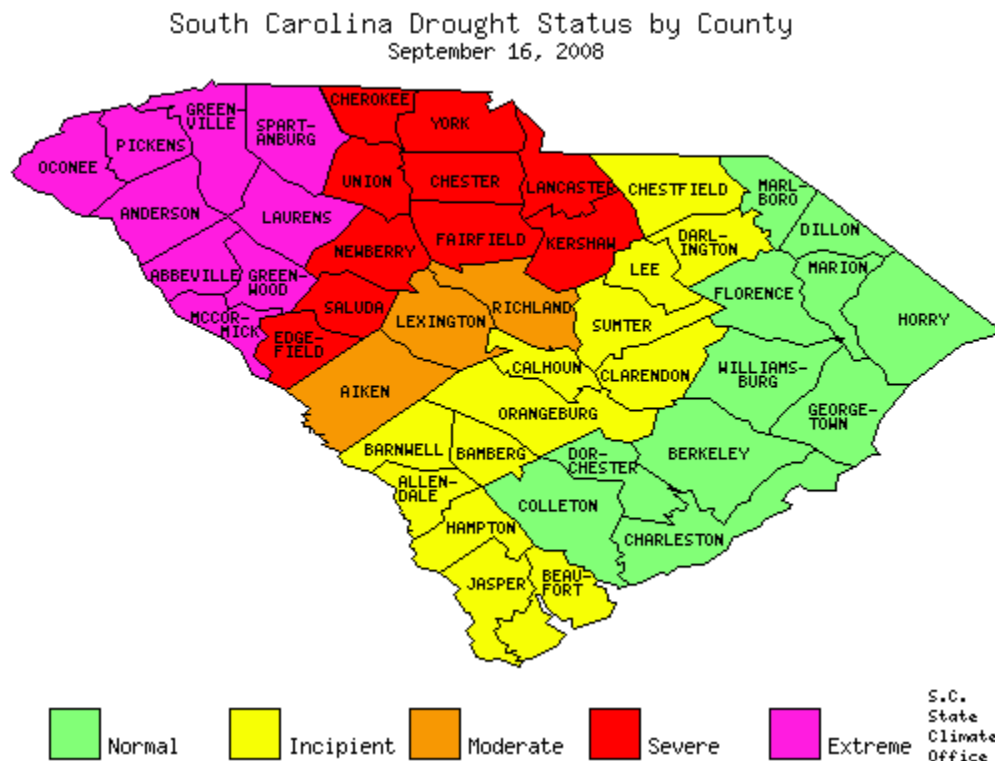 South Carolina Drought Status by County
September 16, 2008
CHEROKEE
GREEN-
VILLE
SPART-
ANBURG
YORK
PICKENS
OCONEE
UNION
CHESTER
LANCASTER
CHESTFIELD
MARL-
BORO
ANDERSON
LAURENS
DILLON
NEWBERRY
FAIRFIELD
KERSHAW
DARL-
INGTON
ABBEVILLE
GREEN-
WOOD
LEE
MARION
FLORENCE
SALUDA
RICHLAND
MCCOR-
MICK
LEXINGTON
SUMTER
HORRY
EDGE-
FIELD
CALHOUN
CLARENDON
WILLIAMS-
BURG
AIKEN
ORANGEBURG
GEORGE-
TOWN
BARNWELL
BAMBERG
DOR-
CHESTER
BERKELEY
ALLEN-
DALE
COLLETON
HAMPTON
CHARLESTON
JASPER
BEAU-
FORT
Normal
Incipient
Moderate
Severe
Extreme
S.C.
State
Climate
Office